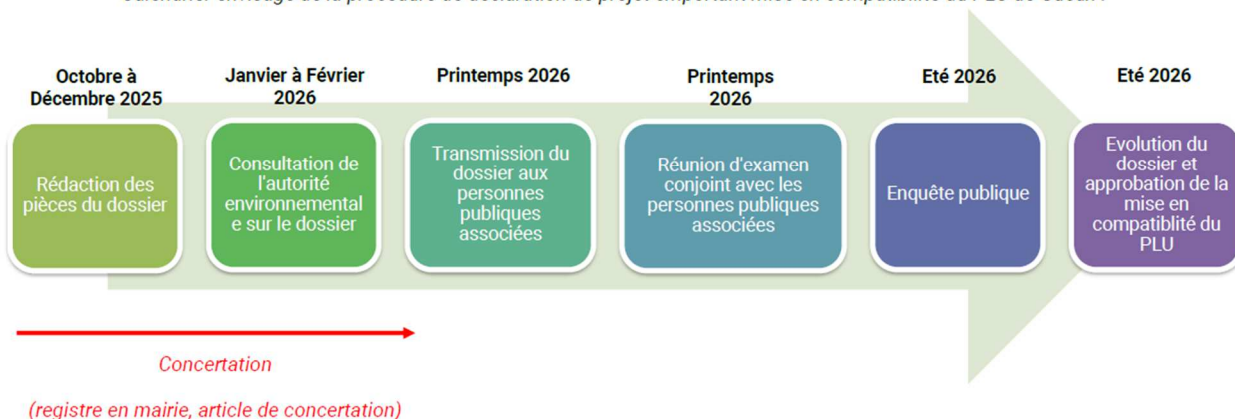 Octobre à
Décembre 2025
Janvier à Février
2026
Printemps 2026
Printemps
2026
Eté 2026
Eté 2026
Rédaction des
pièces du dossier
Consultation de
l'autorité
environnemental
e sur le dossier
Transmission du
dossier aux
personnes
publiques
associées
Réunion d'examen
conjoint avec les
personnes publiques
associées
Enquête publique
Evolution du
dossier et
approbation de la
mise en
compatiblité du
PLU
Concertation
(registre en mairie, article de concertation)